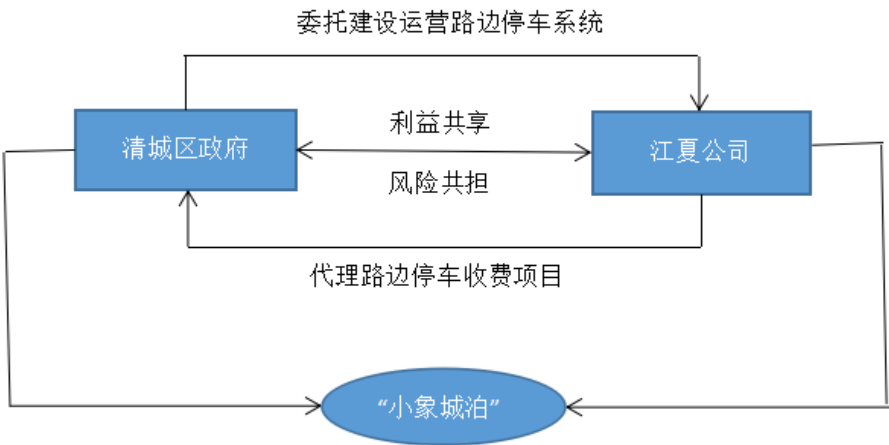 委托建设运营路边停车系统
清城区政府
利益共享
江夏公司
风险共担
代理路边停车收费项目
“小象城泊”